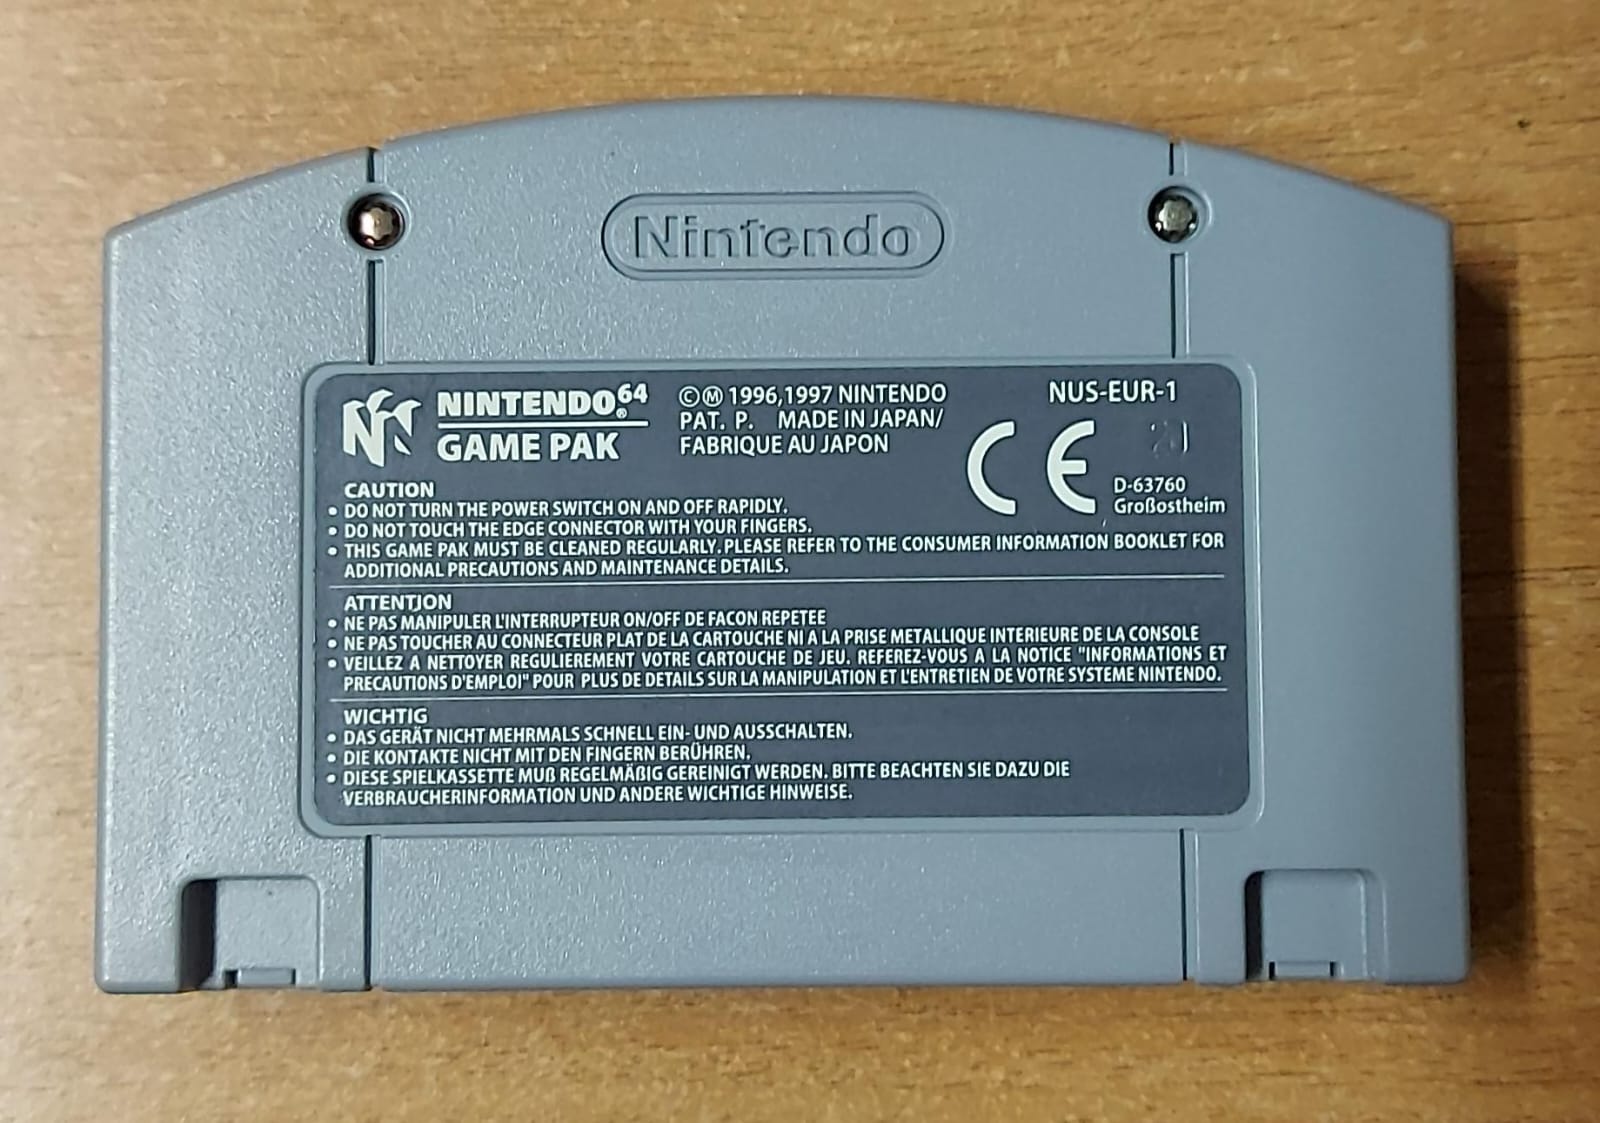 Nintendo
NINTENDO64®
GAME PAK
©Ⓜ 1996,1997 NINTENDO
PAT. P. MADE IN JAPAN/
FABRIQUE AU JAPON
NUS-EUR-1
CE
D-63760
Großostheim
CAUTION
• DO NOT TURN THE POWER SWITCH ON AND OFF RAPIDLY.
• DO NOT TOUCH THE EDGE CONNECTOR WITH YOUR FINGERS.
• THIS GAME PAK MUST BE CLEANED REGULARLY. PLEASE REFER TO THE CONSUMER INFORMATION BOOKLET FOR
ADDITIONAL PRECAUTIONS AND MAINTENANCE DETAILS.
ATTENTION
• NE PAS MANIPULER L'INTERRUPTEUR ON/OFF DE FACON REPETEE
• NE PAS TOUCHER AU CONNECTEUR PLAT DE LA CARTOUCHE NI A LA PRISE METALLIQUE INTERIEURE DE LA CONSOLE
• VEILLEZ A NETTOYER REGULIEREMENT VOTRE CARTOUCHE DE JEU. REFEREZ-VOUS A LA NOTICE "INFORMATIONS ET
PRECAUTIONS D'EMPLOI" POUR PLUS DE DETAILS SUR LA MANIPULATION ET L'ENTRETIEN DE VOTRE SYSTEME NINTENDO.
WICHTIG
• DAS GERÄT NICHT MEHRMALS SCHNELL EIN- UND AUSSCHALTEN.
• DIE KONTAKTE NICHT MIT DEN FINGERN BERÜHREN.
• DIESE SPIELKASSETTE MUß REGELMÄßIG GEREINIGT WERDEN. BITTE BEACHTEN SIE DAZU DIE
VERBRAUCHERINFORMATION UND ANDERE WICHTIGE HINWEISE.